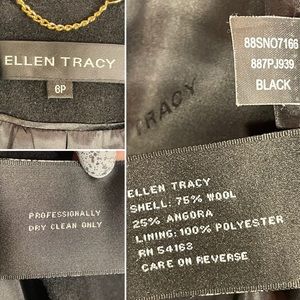 ELLEN TRACY
6P
TRACY
88SNO7166
887PJ939
BLACK
PROFESSIONALLY
DRY CLEAN ONLY
ELLEN TRACY
SHELL: 75% WOOL
25% ANGORA
LINING: 100% POLYESTER
RN 54163
CARE ON REVERSE